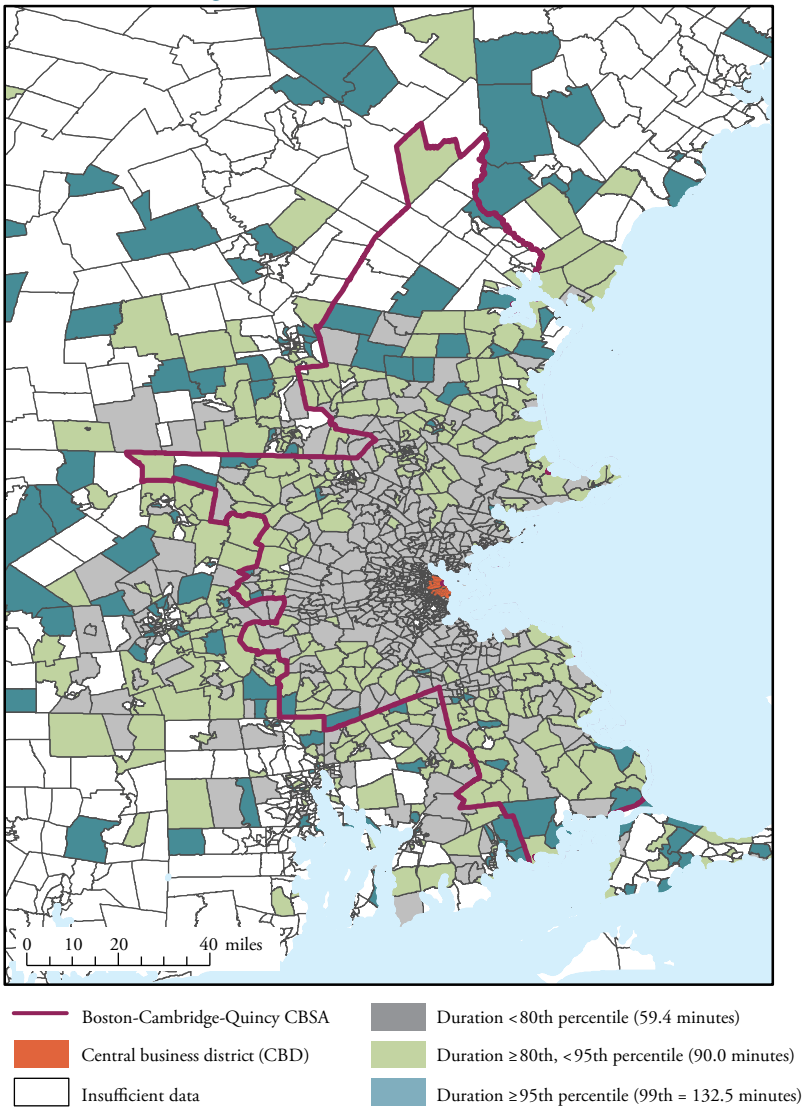 0 10 20 40 miles
Boston-Cambridge-Quincy CBSA
Central business district (CBD)
Insufficient data
Duration <80th percentile (59.4 minutes)
Duration ≥80th, <95th percentile (90.0 minutes)
Duration ≥95th percentile (99th = 132.5 minutes)